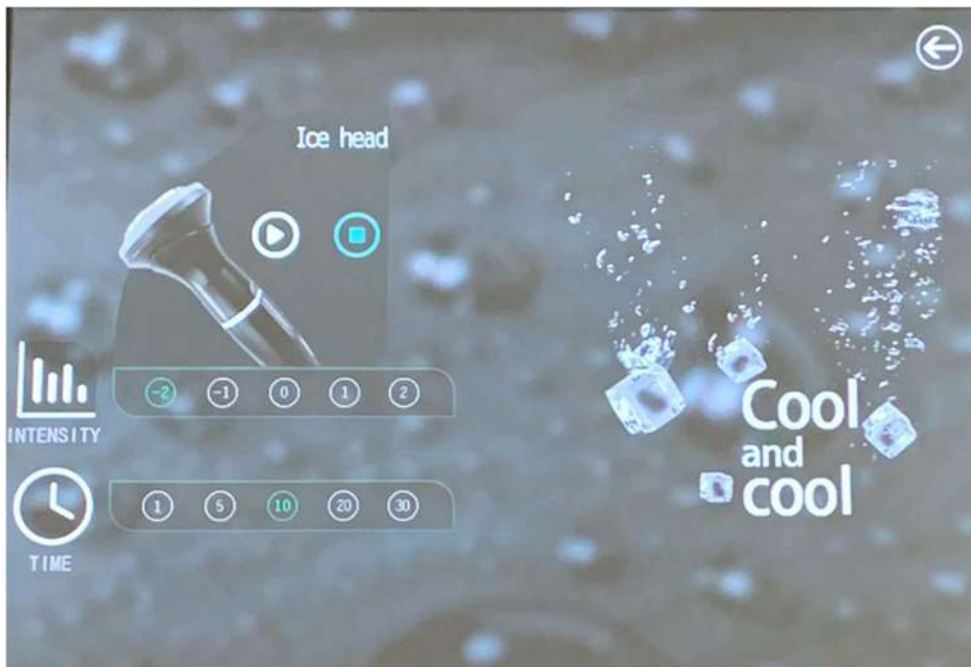 Ice head
-2 -1 0 1 2
INTENSITY
1 5 10 20 30
TIME
Cool
and
cool